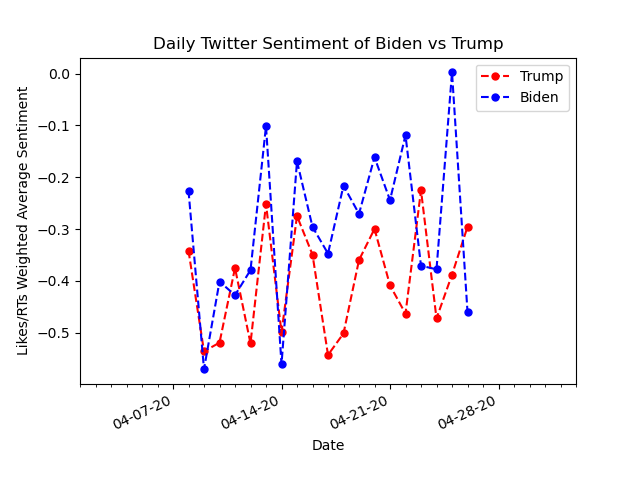 Daily Twitter Sentiment of Biden vs Trump
Trump
Biden
Likes/RTs Weighted Average Sentiment
0.0
−0.1
−0.2
−0.3
−0.4
−0.5
04-07-20
04-14-20
04-21-20
04-28-20
Date